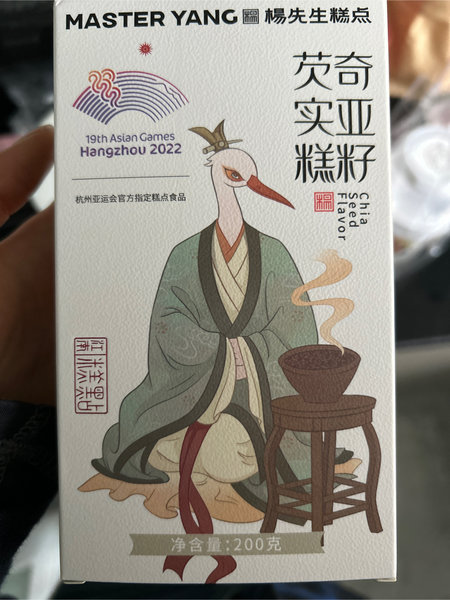 MASTER YANG 楊 楊先生糕点
19th Asian Games
Hangzhou 2022
杭州亚运会官方指定糕点食品
奇亚籽
芡实糕
Chia
Seed
Flavor
净含量:200克